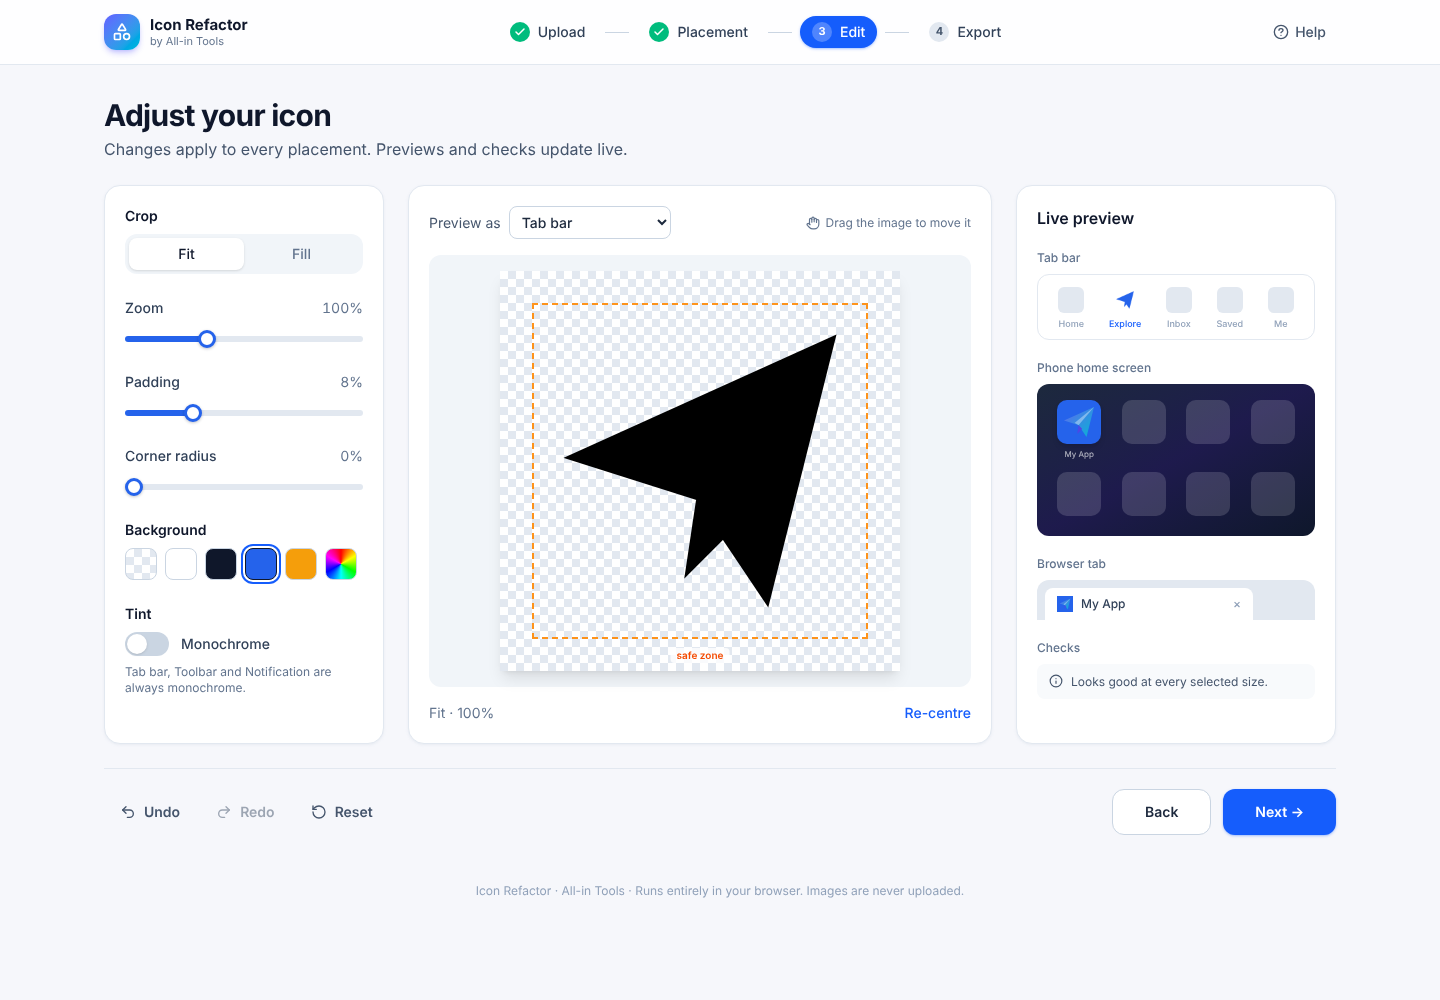 Icon Refactor
by All-in Tools
Upload
Placement
3 Edit
4 Export
Help
Adjust your icon
Changes apply to every placement. Previews and checks update live.
Crop
Fit
Fill
Zoom 100%
Padding 8%
Corner radius 0%
Background
Tint
Monochrome
Tab bar, Toolbar and Notification are
always monochrome.
Preview as Tab bar
Drag the image to move it
safe zone
Fit · 100%
Re-centre
Live preview
Tab bar
Home Explore Inbox Saved Me
Phone home screen
My App
Browser tab
My App ×
Checks
Looks good at every selected size.
Undo
Redo
Reset
Back
Next →
Icon Refactor · All-in Tools · Runs entirely in your browser. Images are never uploaded.